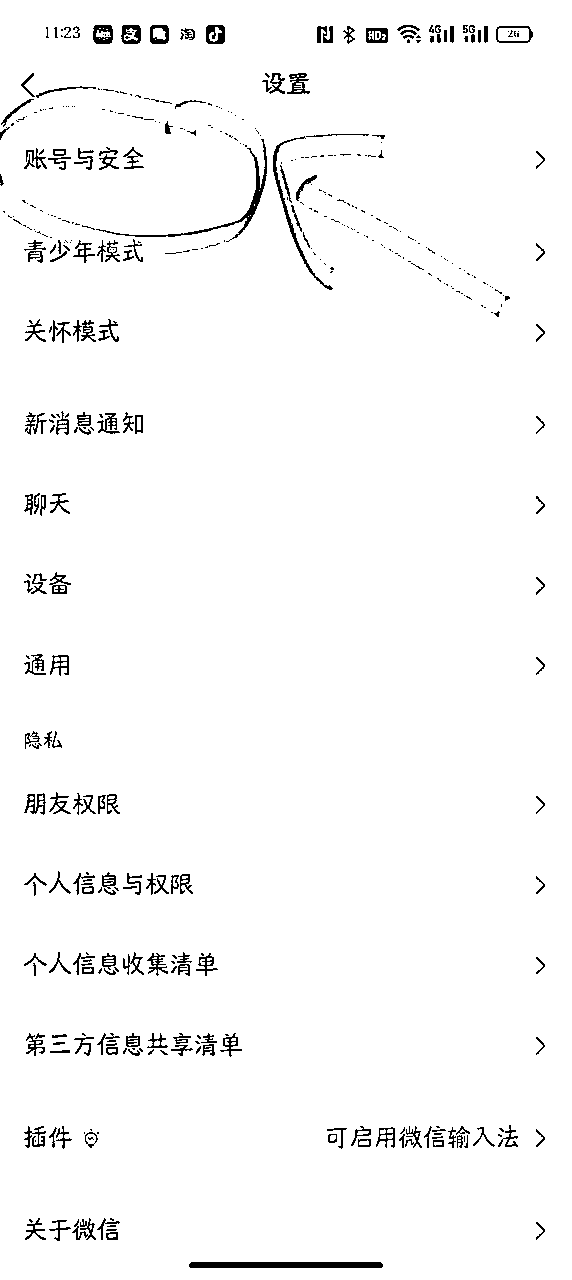 11:23 淘 HD2 4G 5G 26
设置
账号与安全
青少年模式
关怀模式
新消息通知
聊天
设备
通用
隐私
朋友权限
个人信息与权限
个人信息收集清单
第三方信息共享清单
插件 可启用微信输入法
关于微信